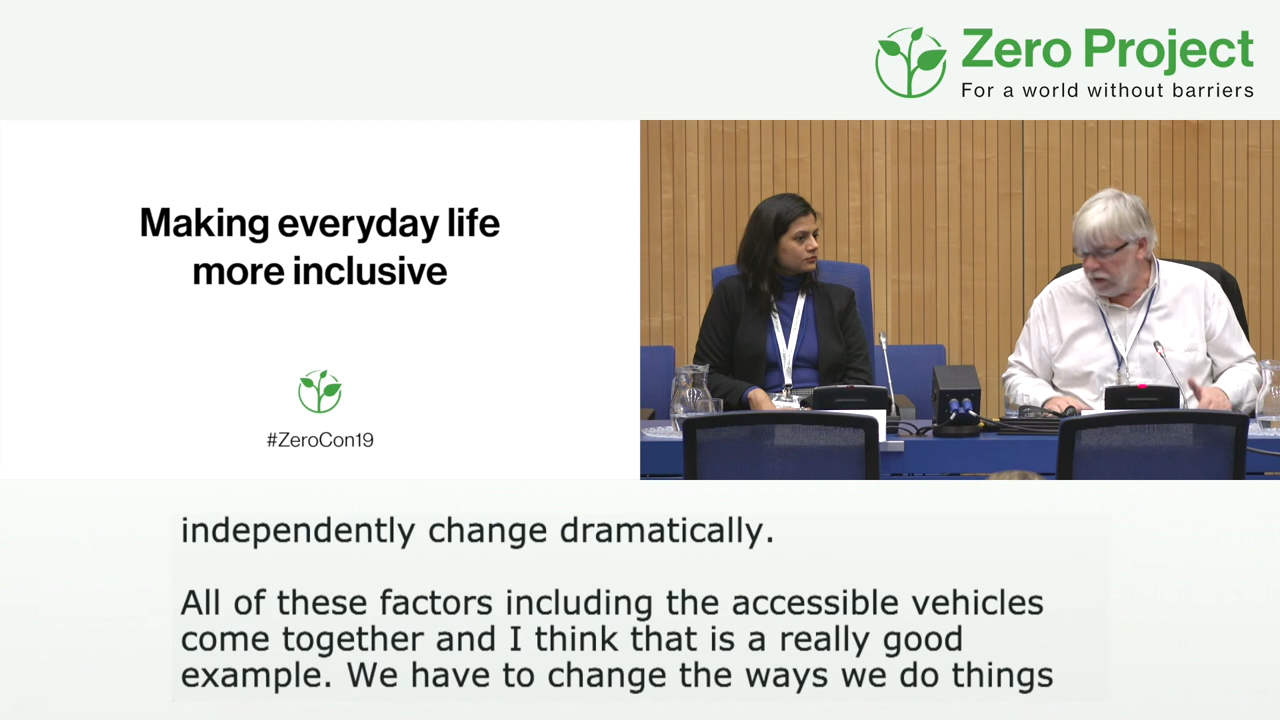 Zero Project
For a world without barriers
Making everyday life
more inclusive
#ZeroCon19
independently change dramatically.
All of these factors including the accessible vehicles
come together and I think that is a really good
example. We have to change the ways we do things